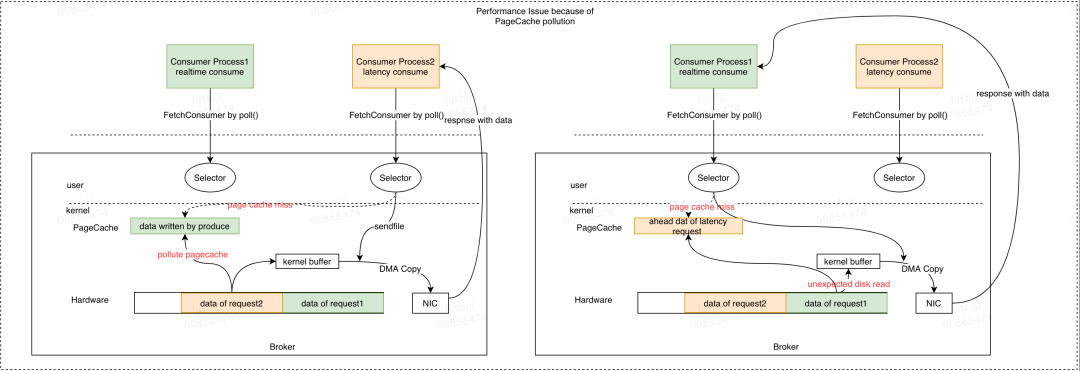 Performance Issue because of
PageCache pollution
Consumer Process1
realtime consume
Consumer Process2
latency consume
FetchConsumer by poll()
FetchConsumer by poll()
respnse with data
Selector
Selector
user
kernel
page cache miss
PageCache
data written by produce
sendfile
pollute pagecache
kernel buffer
DMA Copy
Hardware
data of request2
data of request1
NIC
Broker
Consumer Process1
realtime consume
Consumer Process2
latency consume
response with data
FetchConsumer by poll()
FetchConsumer by poll()
Selector
Selector
user
kernel
page cache miss
PageCache
ahead dat of latency
request
kernel buffer
DMA Copy
unexpected disk read
Hardware
data of request2
data of request1
NIC
Broker
00868474